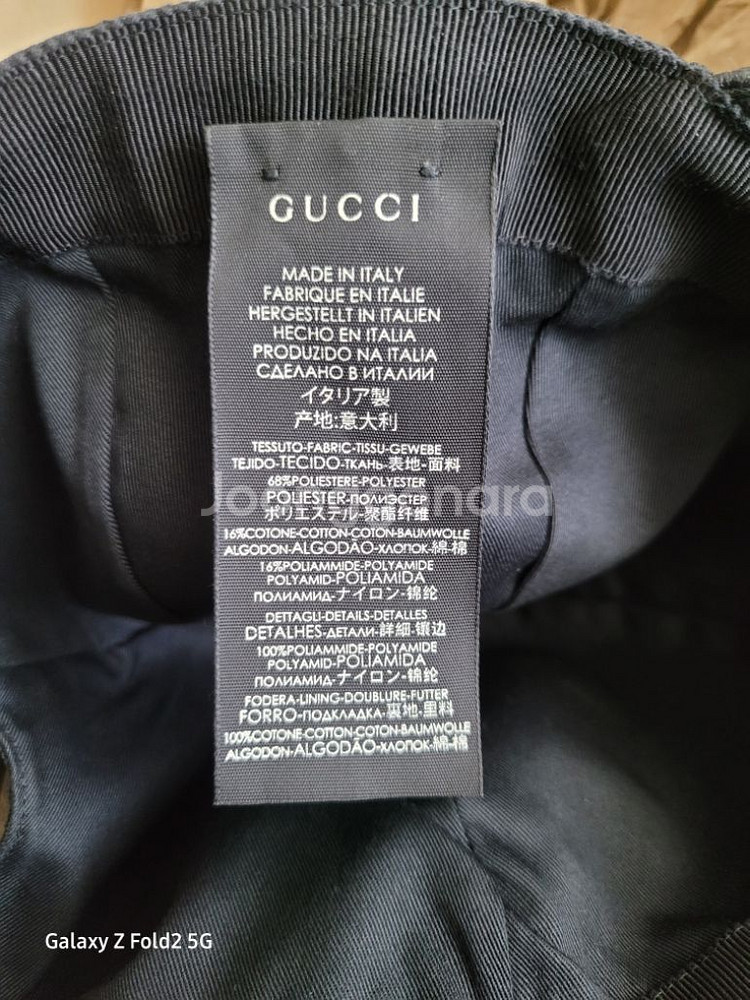 GUCCI
MADE IN ITALY
FABRIQUE EN ITALIE
HERGESTELLT IN ITALIEN
HECHO EN ITALIA
PRODUZIDO NA ITALIA
СДЕЛАНО В ИТАЛИИ
イタリア製
产地:意大利
TESSUTO-FABRIC-TISSU-GEWEBE
TEJIDO-TECIDO-ТКАНЬ-表地-面料
68%POLIESTERE-POLYESTER
POLIESTER-ПОЛИЭСТЕР
ポリエステル-聚酯纤维
16%COTONE-COTTON-COTON-BAUMWOLLE
ALGODON-ALGODÃO-ХЛОПОК-綿-棉
16%POLIAMMIDE-POLYAMIDE
POLYAMID-POLIAMIDA
ПОЛИАМИД-ナイロン-锦纶
DETTAGLI-DETAILS-DETALLES
DETALHES-ДЕТАЛИ-詳細-镶边
100%POLIAMMIDE-POLYAMIDE
POLYAMID-POLIAMIDA
ПОЛИАМИД-ナイロン-锦纶
FODERA-LINING-DOUBLURE-FUTTER
FORRO-ПОДКЛАДКА-裏地-里料
100%COTONE-COTTON-COTON-BAUMWOLLE
ALGODON-ALGODÃO-ХЛОПОК-綿-棉
Galaxy Z Fold2 5G